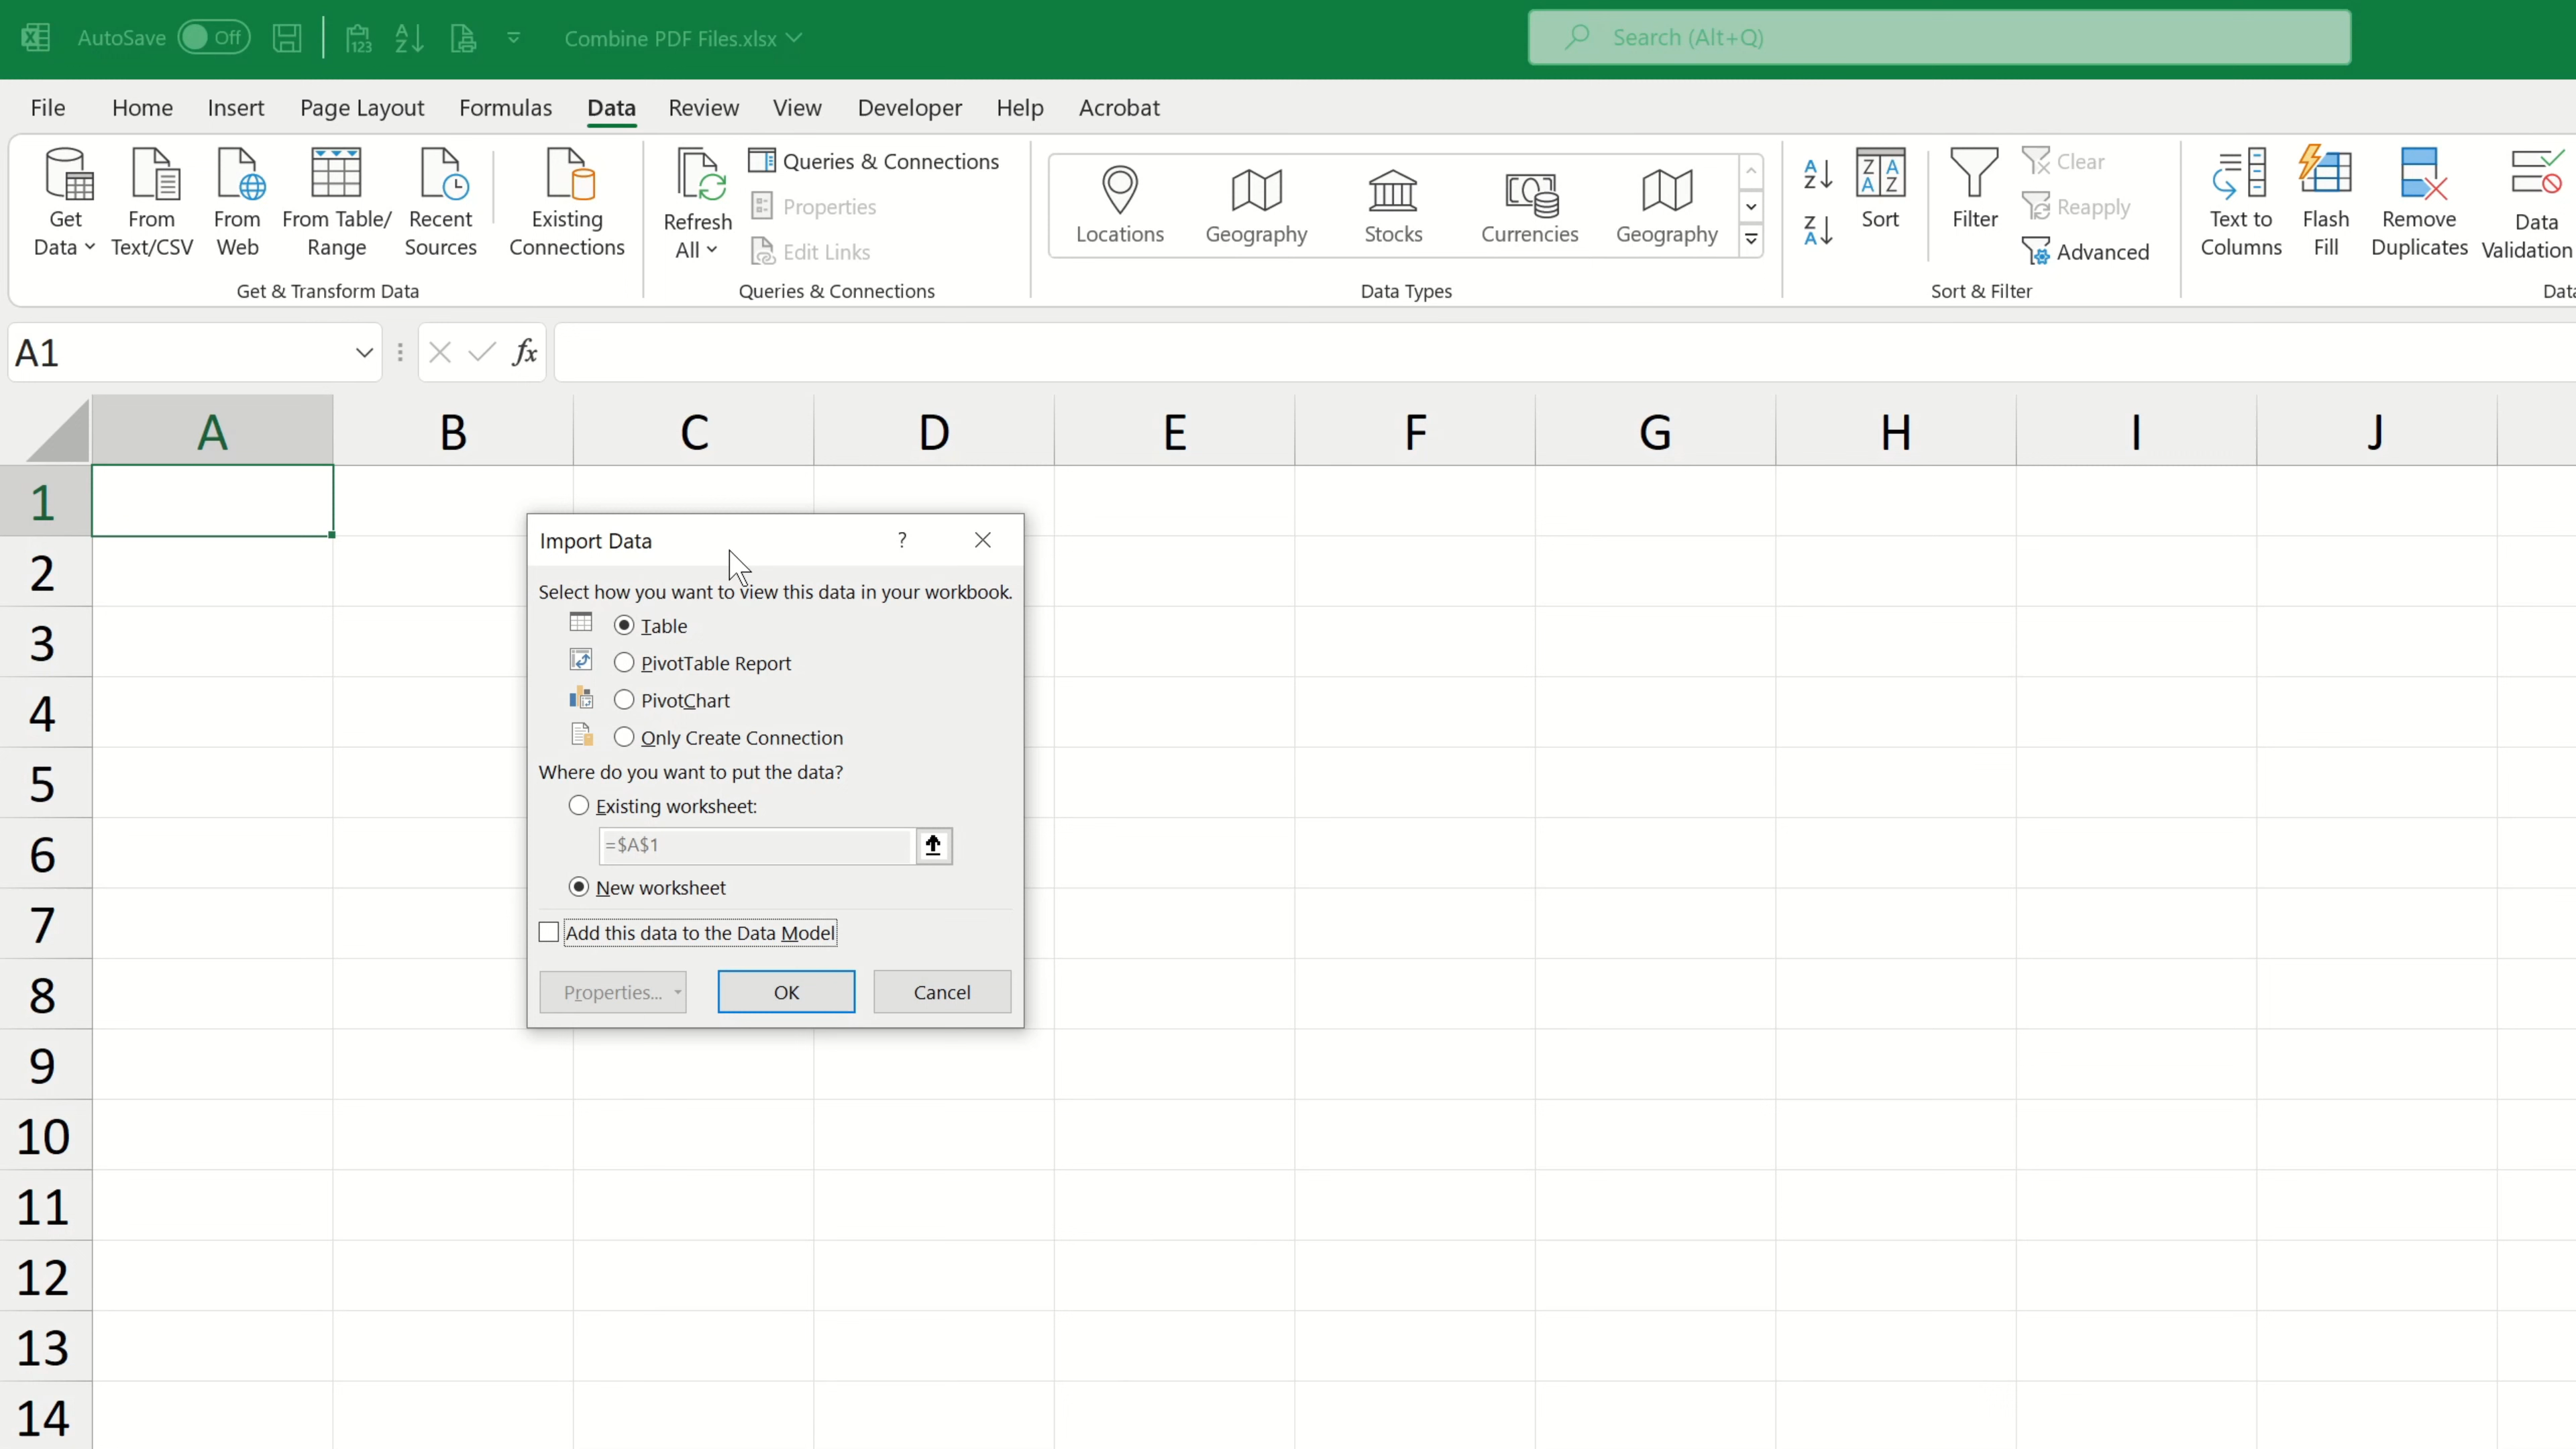 AutoSave Off Combine PDF Files.xlsx Search (Alt+Q)
File Home Insert Page Layout Formulas Data Review View Developer Help Acrobat
Get Data
From Text/CSV
From Web
From Table/ Range
Recent Sources
Existing Connections
Get & Transform Data
Refresh All
Queries & Connections
Properties
Edit Links
Queries & Connections
Locations Geography Stocks Currencies Geography
Data Types
Sort
Filter
Clear
Reapply
Advanced
Sort & Filter
Text to Columns
Flash Fill
Remove Duplicates
Data Validation
A1
fx
A B C D E F G H I J
1
2
3
4
5
6
7
8
9
10
11
12
13
14
Import Data ?
Select how you want to view this data in your workbook.
Table
PivotTable Report
PivotChart
Only Create Connection
Where do you want to put the data?
Existing worksheet:
=$A$1
New worksheet
Add this data to the Data Model
Properties... OK Cancel